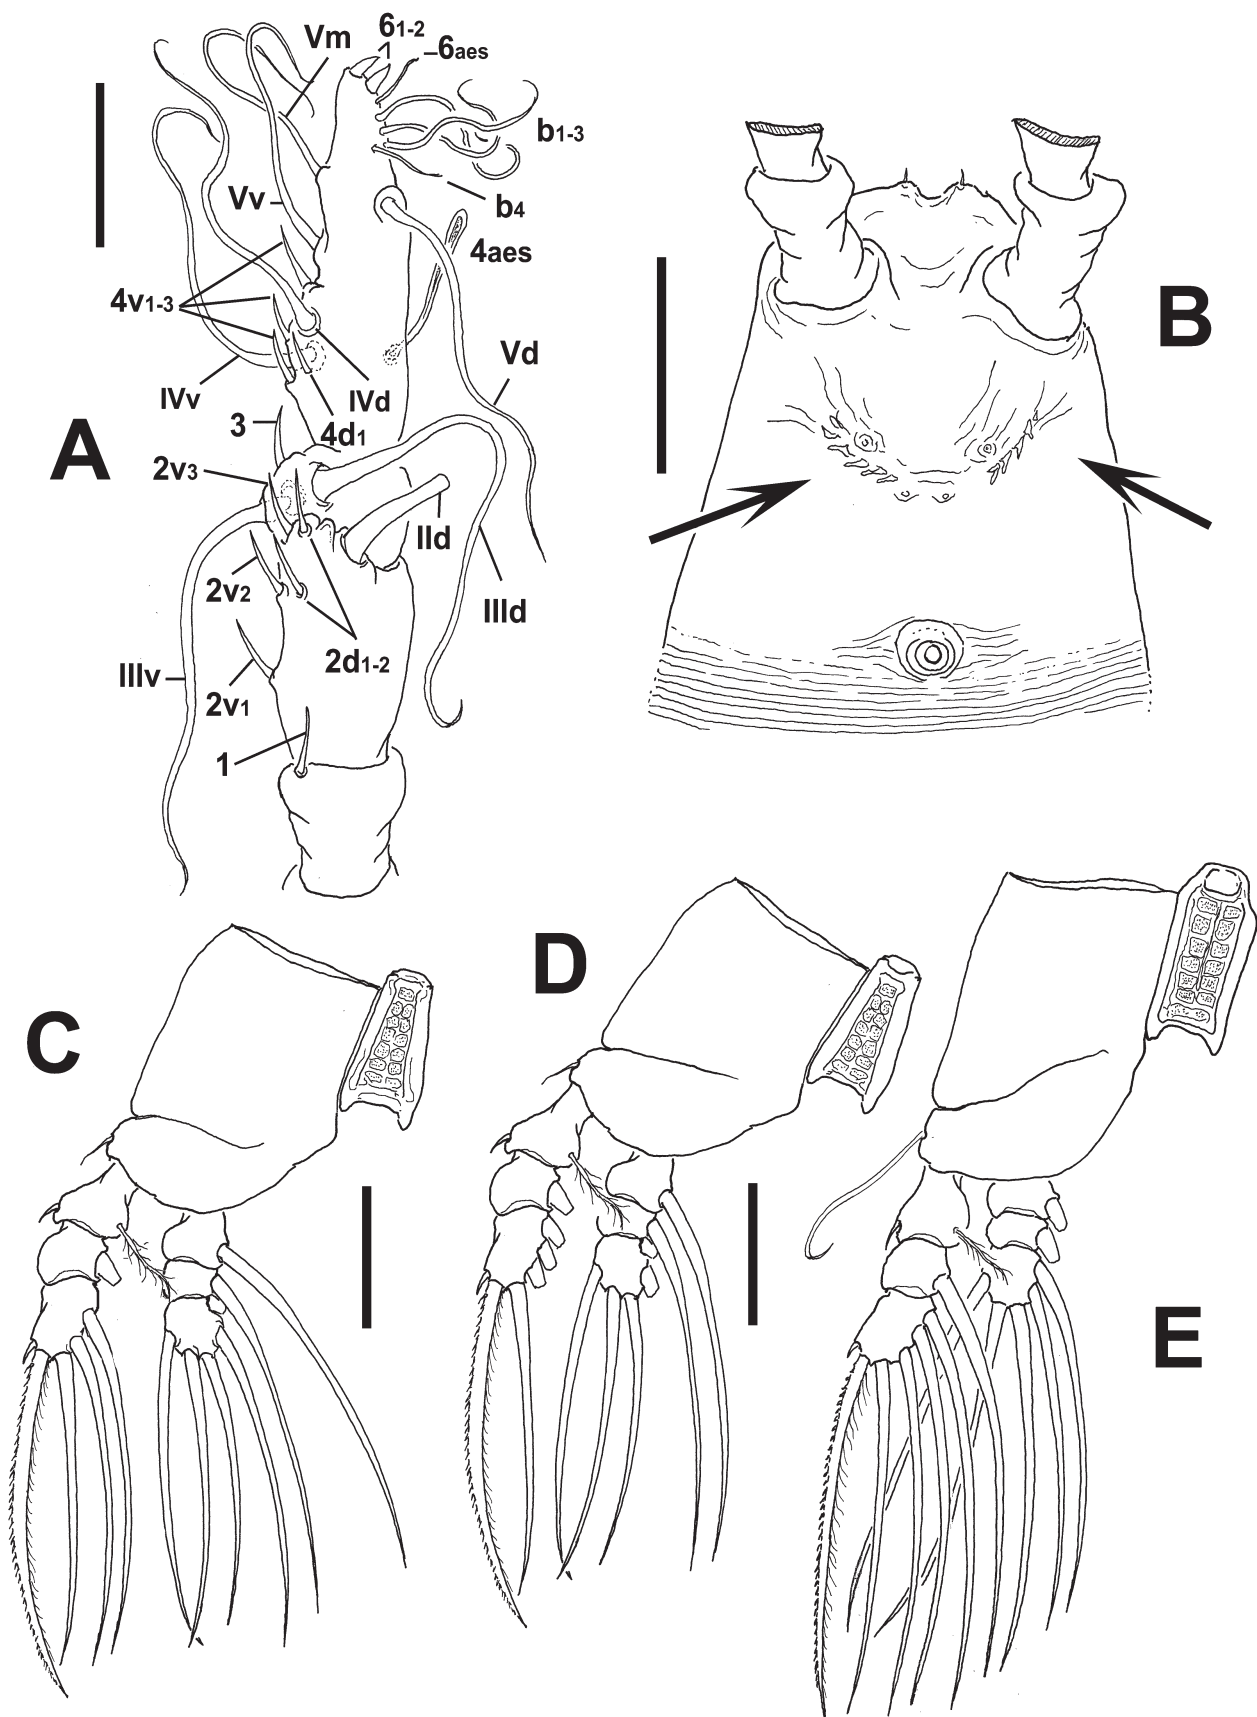 Vm
6₁₋₂
6aes
b₁₋₃
Vv
b₄
4aes
4v₁₋₃
Vd
IVv
IVd
3
4d₁
A
2v₃
IId
2v₂
IIId
2d₁₋₂
IIIv
2v₁
1
B
C
D
E